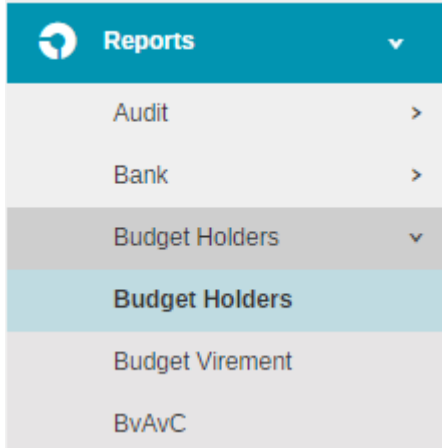 Reports
Audit
Bank
Budget Holders
Budget Holders
Budget Virement
BvAvC